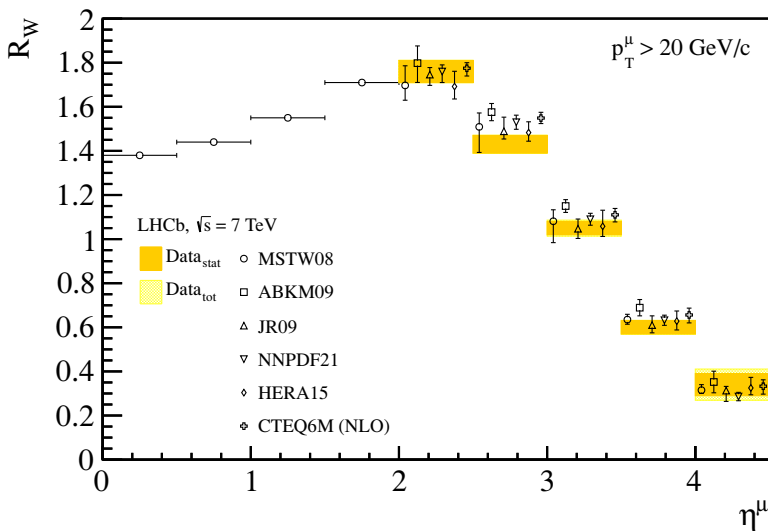 R_W
p_T^μ > 20 GeV/c
2
1.8
1.6
1.4
1.2
1
0.8
0.6
0.4
0.2
0
LHCb, √s = 7 TeV
Data_stat
Data_tot
MSTW08
ABKM09
JR09
NNPDF21
HERA15
CTEQ6M (NLO)
0 1 2 3 4
η^μ